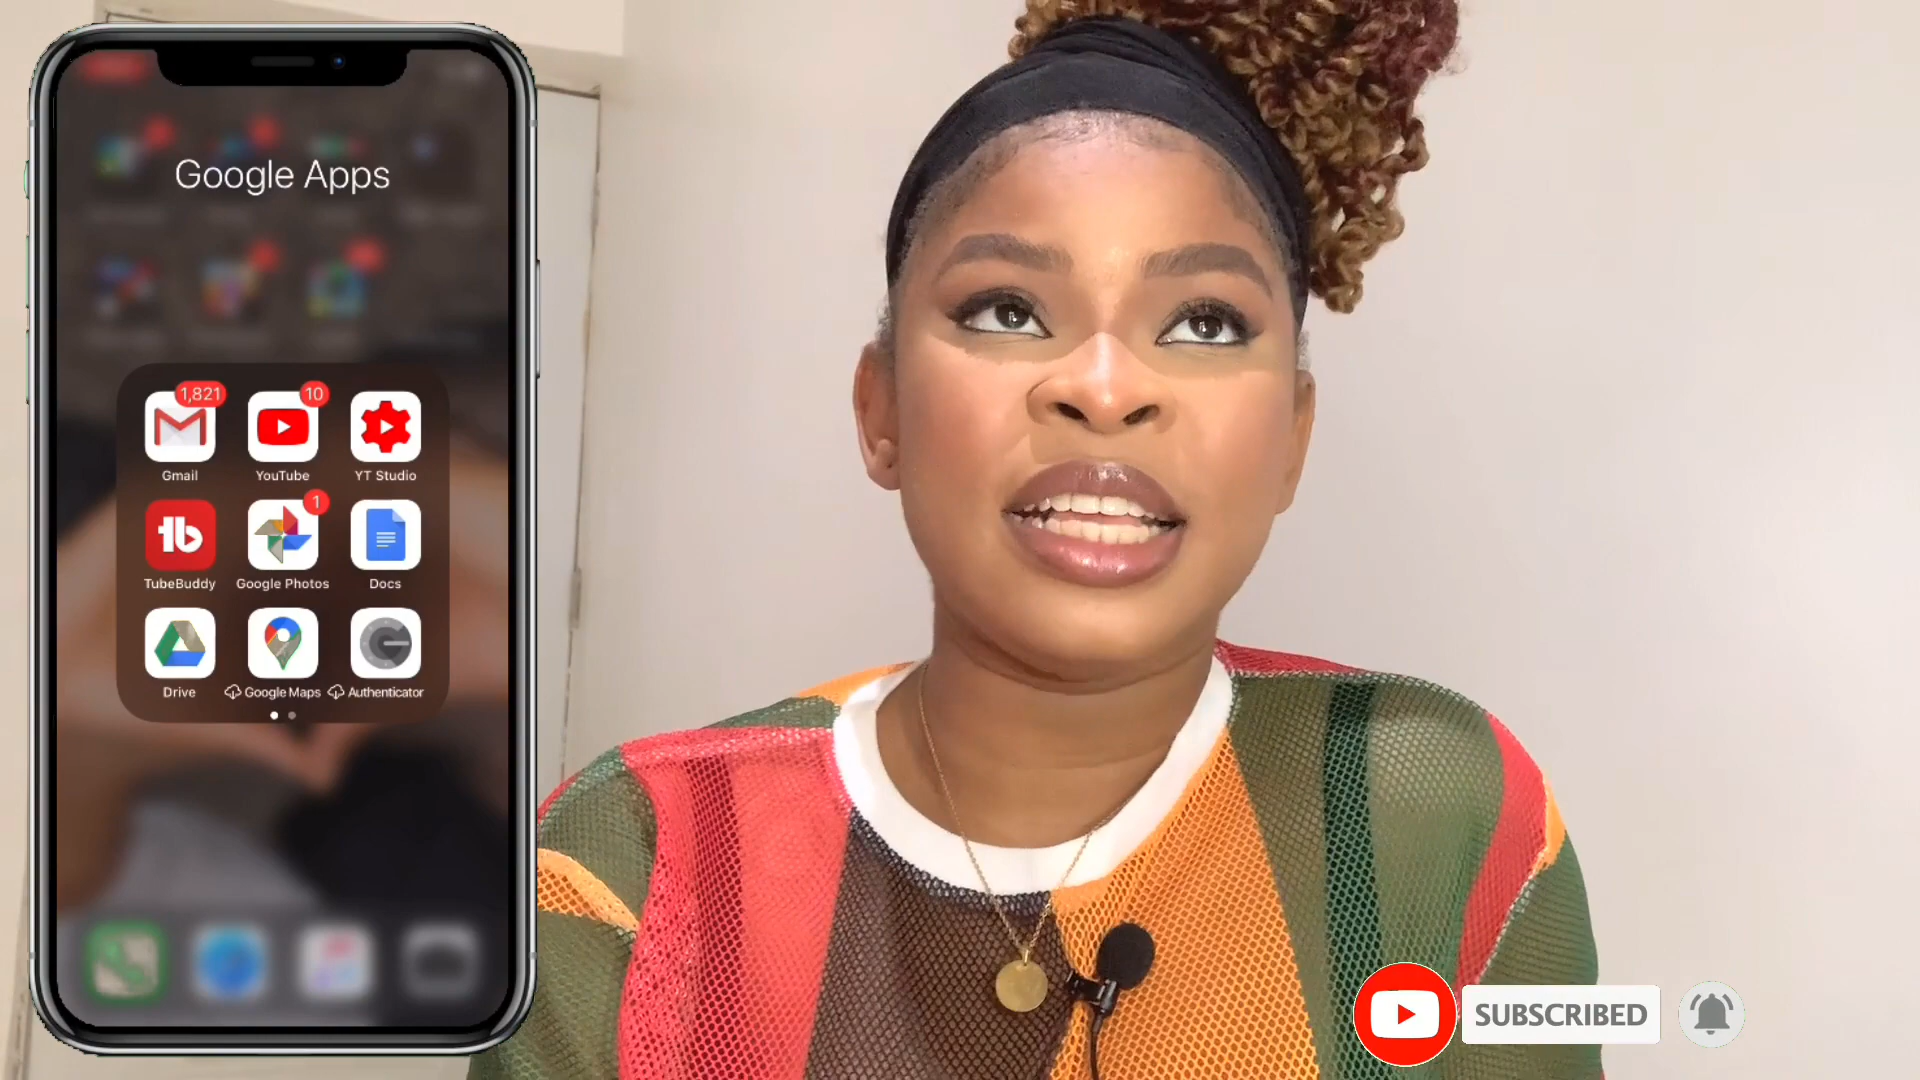 Google Apps
1,821
10
Gmail
YouTube
YT Studio
1
tb
TubeBuddy
Google Photos
Docs
Drive
Google Maps
Authenticator
SUBSCRIBED